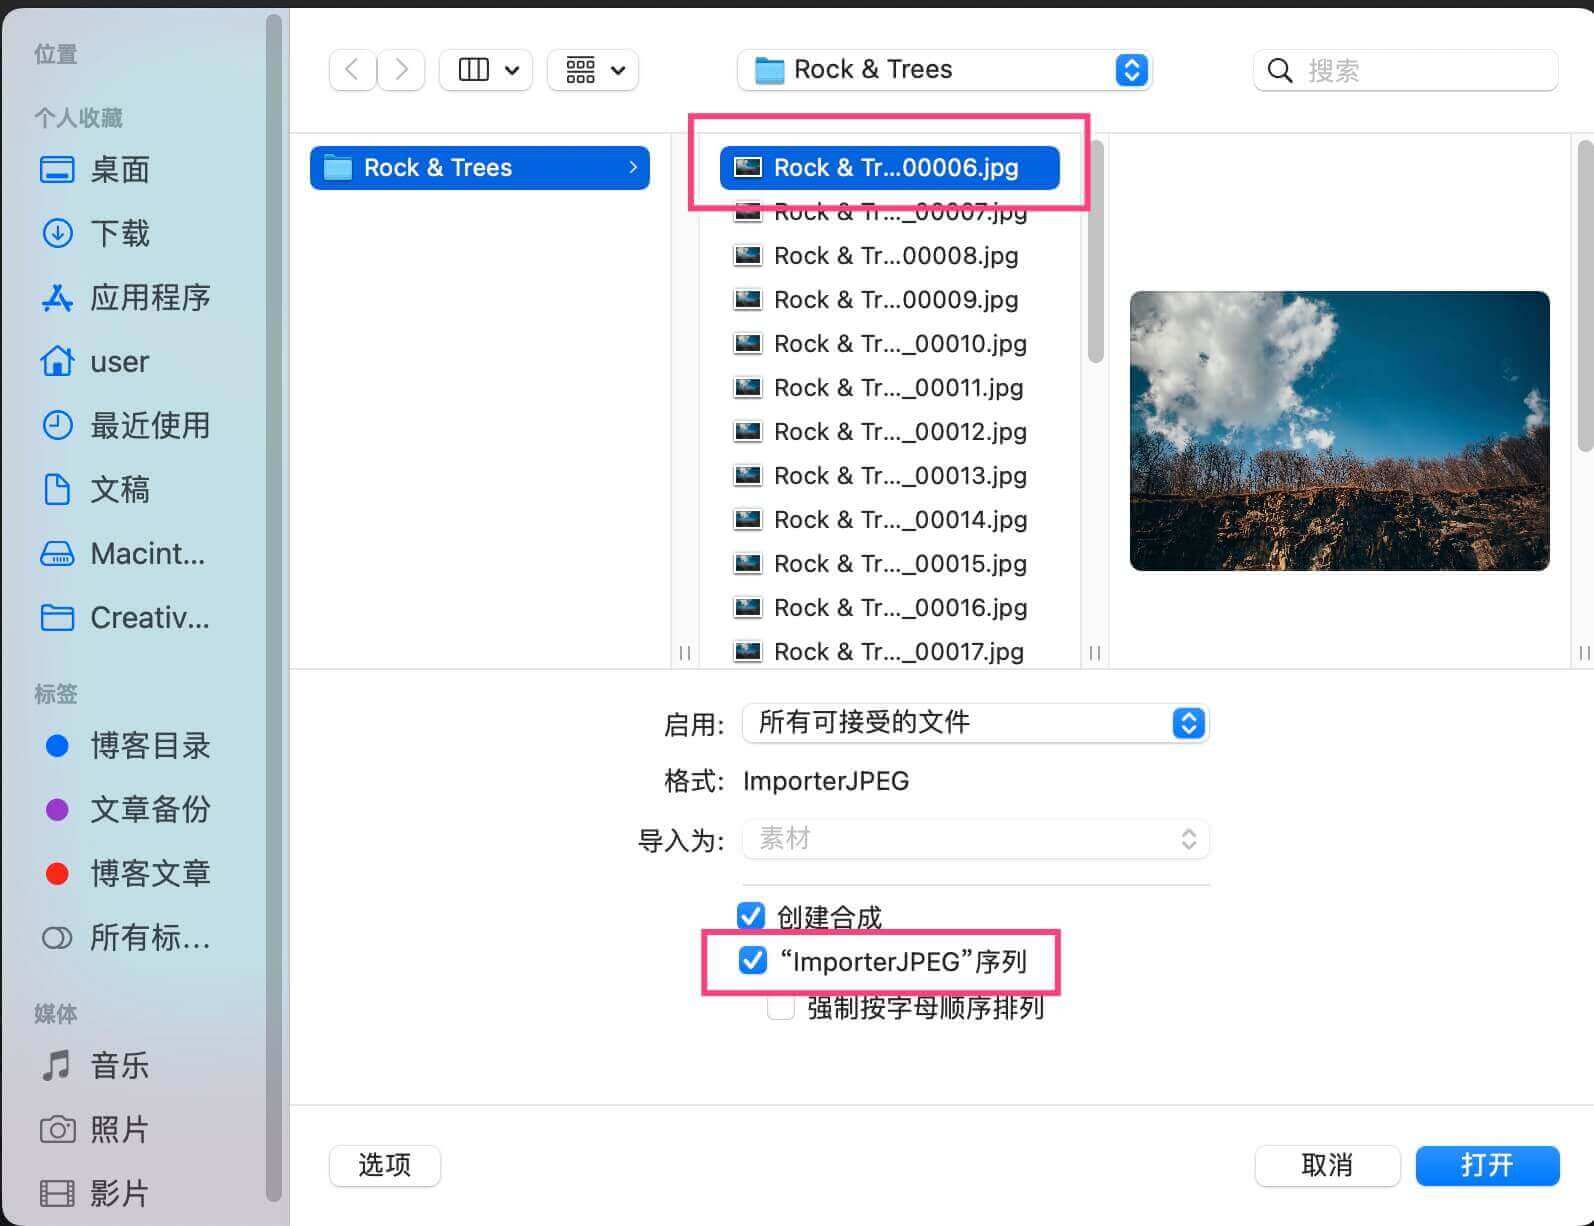 位置
个人收藏
桌面
下载
应用程序
user
最近使用
文稿
Macint...
Creativ...
标签
博客目录
文章备份
博客文章
所有标...
媒体
音乐
照片
影片
Rock & Trees
搜索
Rock & Trees
Rock & Tr...00006.jpg
Rock & Tr..._00007.jpg
Rock & Tr...00008.jpg
Rock & Tr...00009.jpg
Rock & Tr..._00010.jpg
Rock & Tr..._00011.jpg
Rock & Tr..._00012.jpg
Rock & Tr..._00013.jpg
Rock & Tr..._00014.jpg
Rock & Tr..._00015.jpg
Rock & Tr..._00016.jpg
Rock & Tr..._00017.jpg
启用: 所有可接受的文件
格式: ImporterJPEG
导入为: 素材
创建合成
“ImporterJPEG”序列
强制按字母顺序排列
选项
取消
打开